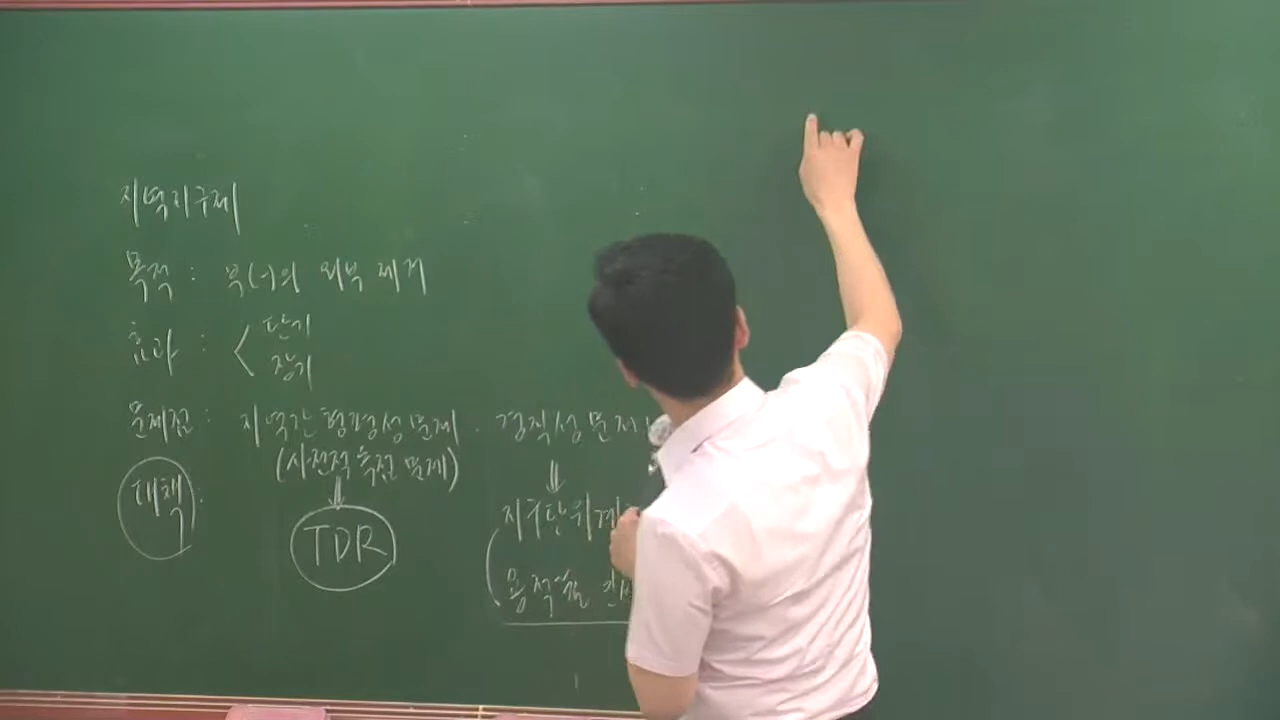 지역지구제
목적 : 부(-)의 외부 제거
효과 : < 단기
장기
문제점 : 지역간 형평성 문제 . 경직성 문제
(사전적 독점 문제)
⇓ ⇓
대책 : TDR 지구단위계
용적률